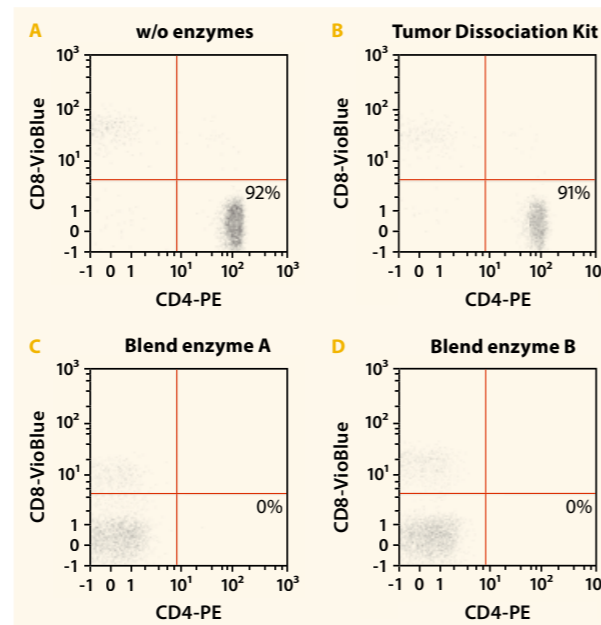 A w/o enzymes
10³
10²
10¹
1
0
-1
CD8-VioBlue
92%
-1 0 1 10¹ 10² 10³
CD4-PE
B Tumor Dissociation Kit
10³
10²
10¹
1
0
-1
CD8-VioBlue
91%
-1 0 1 10¹ 10² 10
CD4-PE
C Blend enzyme A
10³
10²
10¹
1
0
-1
CD8-VioBlue
0%
-1 0 1 10¹ 10² 10³
CD4-PE
D Blend enzyme B
10³
10²
10¹
1
0
-1
CD8-VioBlue
0%
-1 0 1 10¹ 10² 10
CD4-PE